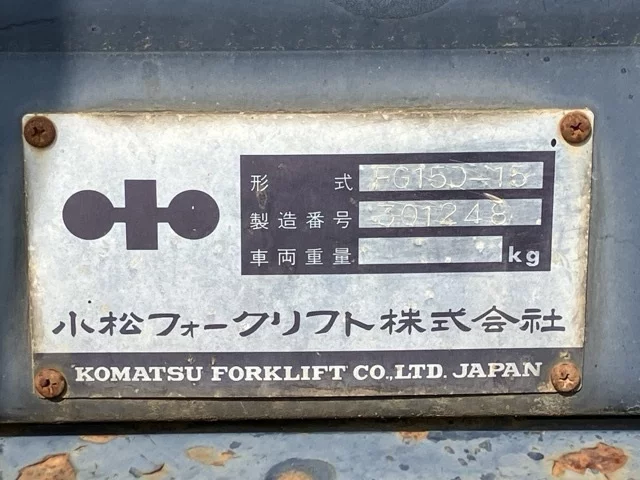 形式 FG15D-15
製造番号 301248
車両重量 kg
小松フォークリフト株式会社
KOMATSU FORKLIFT CO.,LTD. JAPAN